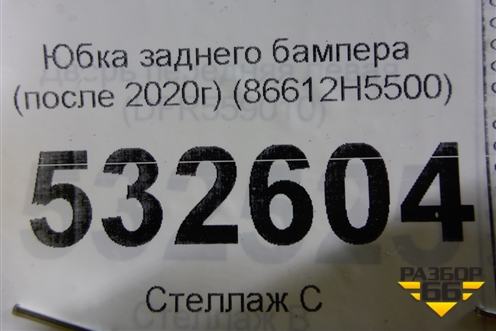 Юбка заднего бампера
(после 2020г) (86612H5500)
532604
Стеллаж С
РАЗБОР
66